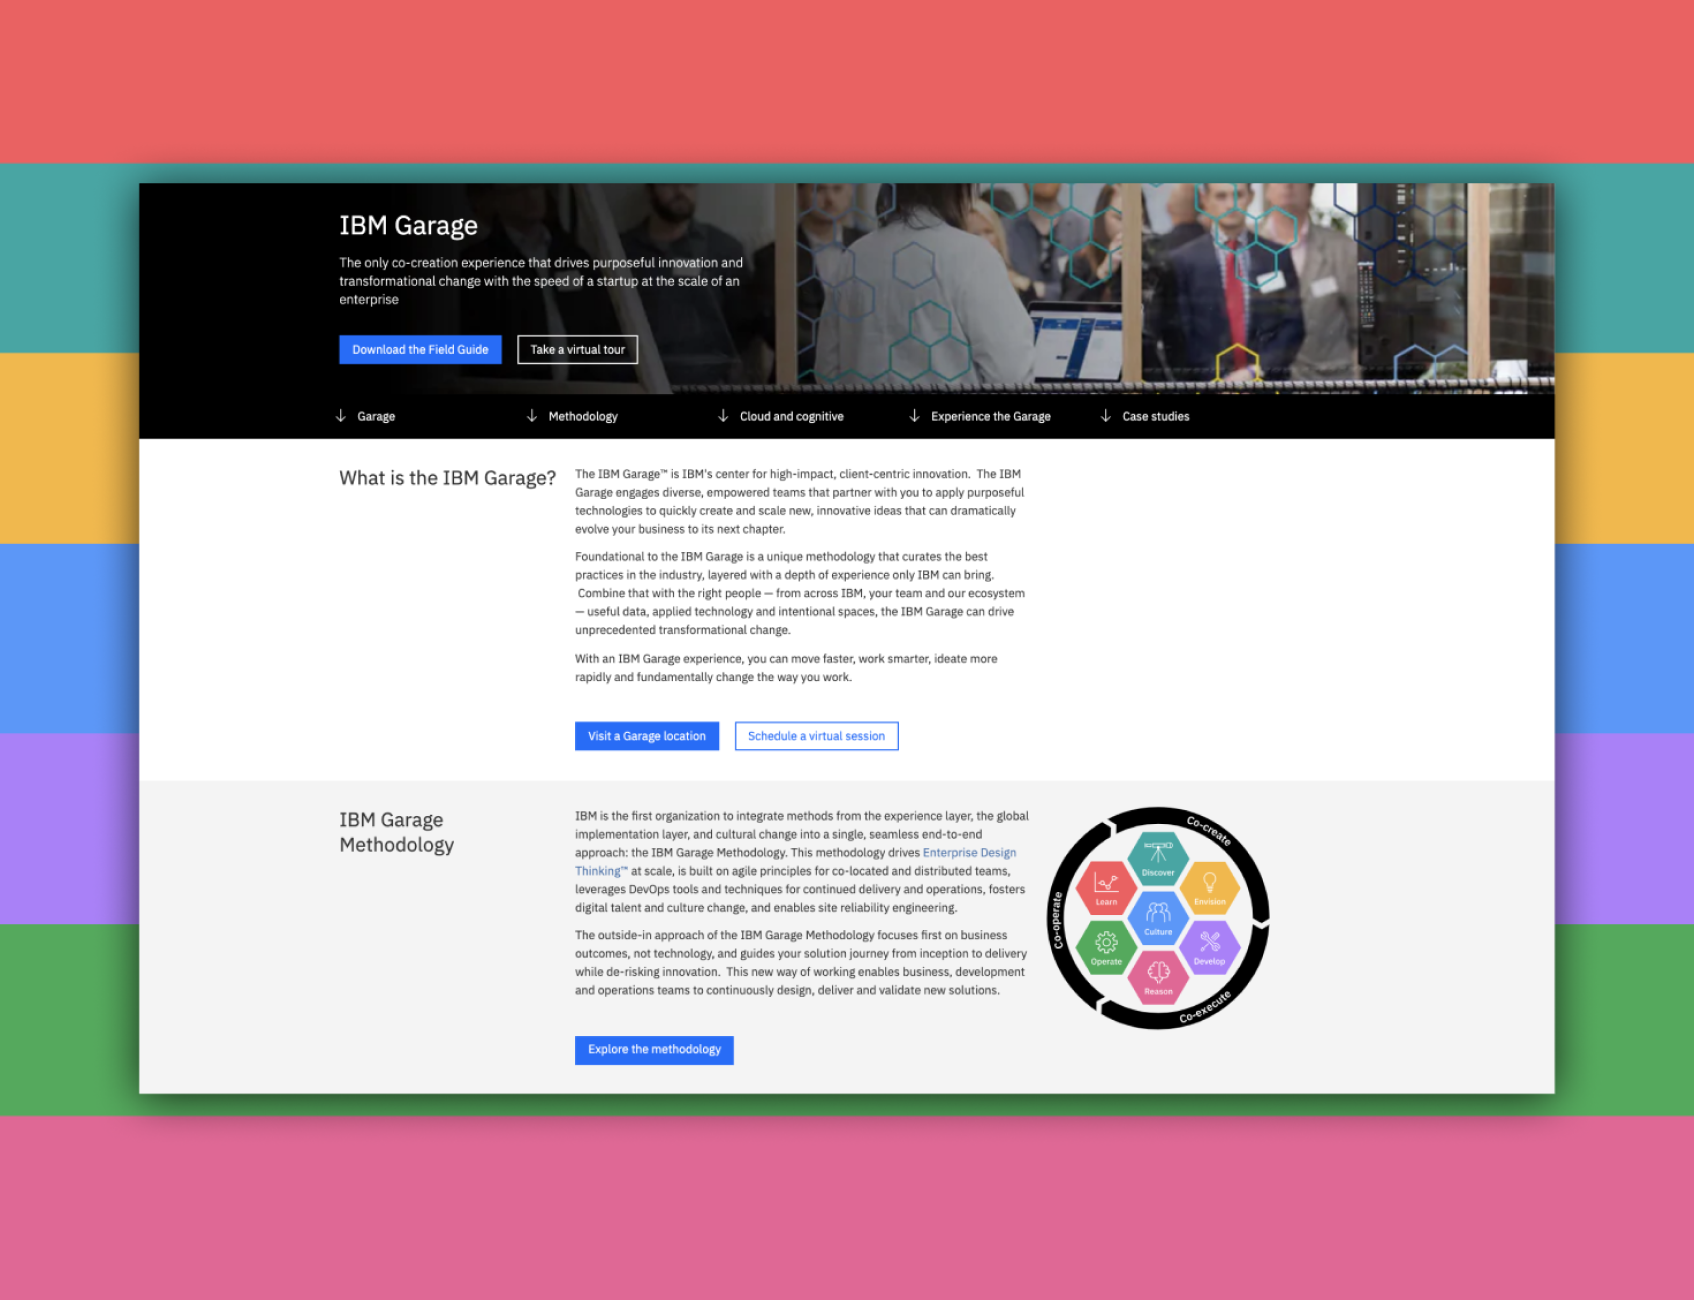 IBM Garage
The only co-creation experience that drives purposeful innovation and
transformational change with the speed of a startup at the scale of an
enterprise
Download the Field Guide
Take a virtual tour
Garage
Methodology
Cloud and cognitive
Experience the Garage
Case studies
What is the IBM Garage?
The IBM Garage™ is IBM's center for high-impact, client-centric innovation.  The IBM
Garage engages diverse, empowered teams that partner with you to apply purposeful
technologies to quickly create and scale new, innovative ideas that can dramatically
evolve your business to its next chapter.
Foundational to the IBM Garage is a unique methodology that curates the best
practices in the industry, layered with a depth of experience only IBM can bring.
Combine that with the right people — from across IBM, your team and our ecosystem
— useful data, applied technology and intentional spaces, the IBM Garage can drive
unprecedented transformational change.
With an IBM Garage experience, you can move faster, work smarter, ideate more
rapidly and fundamentally change the way you work.
Visit a Garage location
Schedule a virtual session
IBM Garage
Methodology
IBM is the first organization to integrate methods from the experience layer, the global
implementation layer, and cultural change into a single, seamless end-to-end
approach: the IBM Garage Methodology. This methodology drives Enterprise Design
Thinking™ at scale, is built on agile principles for co-located and distributed teams,
leverages DevOps tools and techniques for continued delivery and operations, fosters
digital talent and culture change, and enables site reliability engineering.
The outside-in approach of the IBM Garage Methodology focuses first on business
outcomes, not technology, and guides your solution journey from inception to delivery
while de-risking innovation.  This new way of working enables business, development
and operations teams to continuously design, deliver and validate new solutions.
Explore the methodology
Co-create
Discover
Learn
Envision
Culture
Co-operate
Operate
Develop
Reason
Co-execute